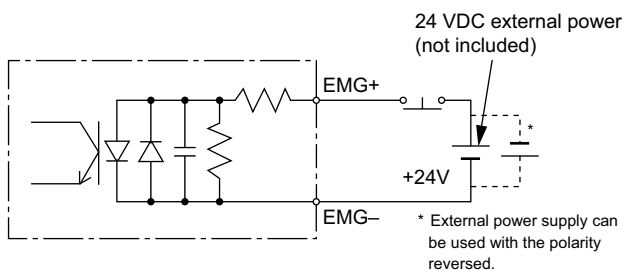 24 VDC external power
(not included)
EMG+
*
+24V
EMG–
* External power supply can
be used with the polarity
reversed.